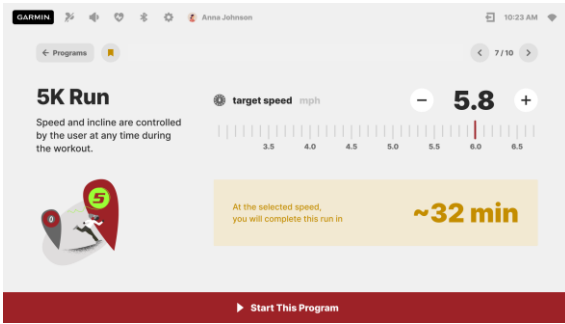 GARMIN.
Anna Johnson
10:23 AM
Programs
7/10
5K Run
Speed and incline are controlled
by the user at any time during
the workout.
target speed mph
5.8
3.5 4.0 4.5 5.0 5.5 6.0 6.5
0
5
At the selected speed,
you will complete this run in
~32 min
Start This Program